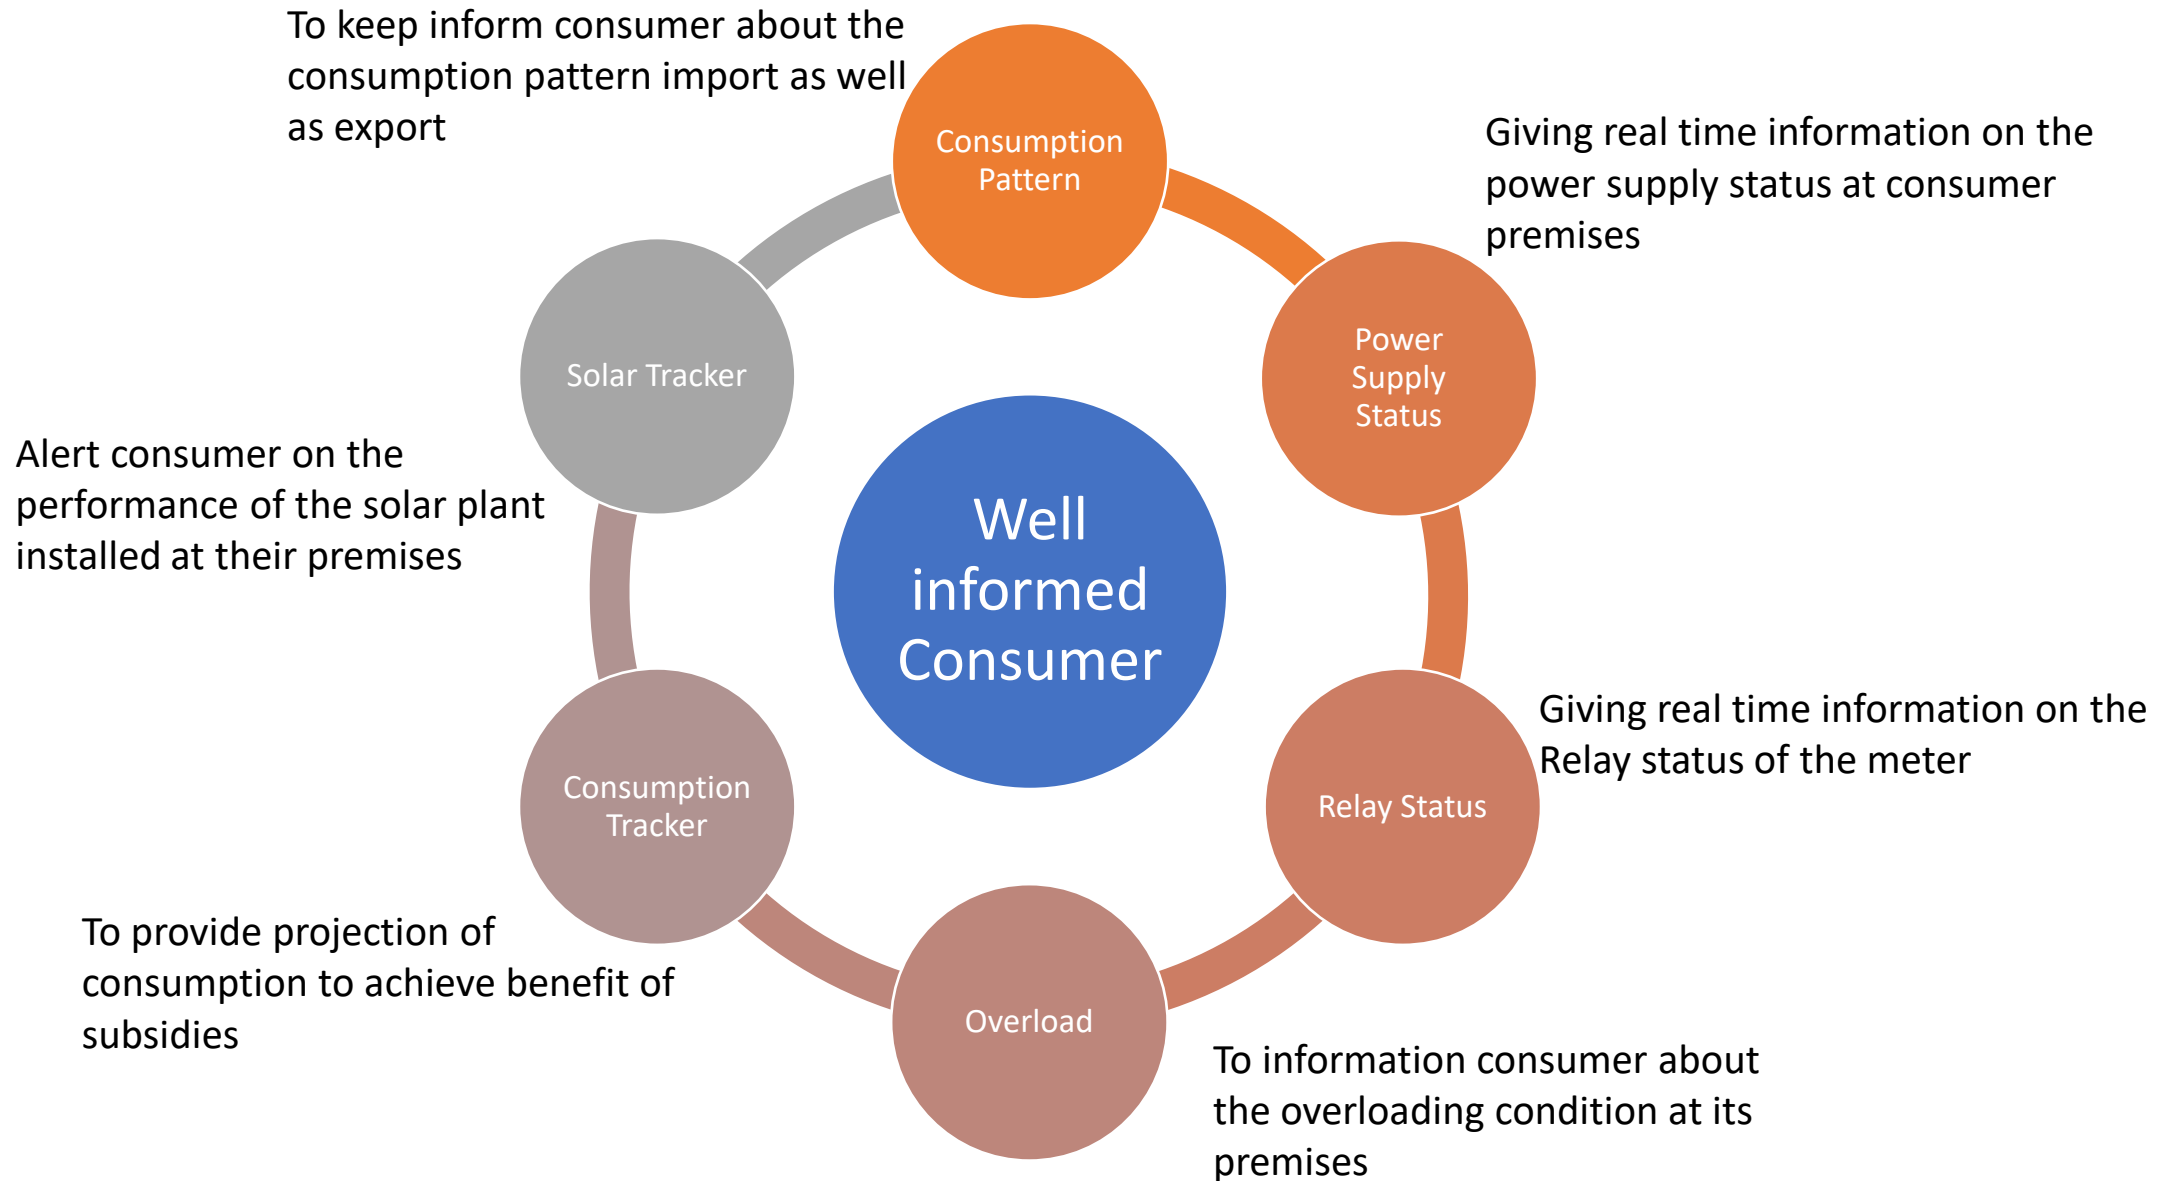 To keep inform consumer about the
consumption pattern import as well
as export
Consumption
Pattern
Giving real time information on the
power supply status at consumer
premises
Power
Supply
Status
Solar Tracker
Alert consumer on the
performance of the solar plant
installed at their premises
Well
informed
Consumer
Giving real time information on the
Relay status of the meter
Relay Status
Consumption
Tracker
To provide projection of
consumption to achieve benefit of
subsidies
Overload
To information consumer about
the overloading condition at its
premises